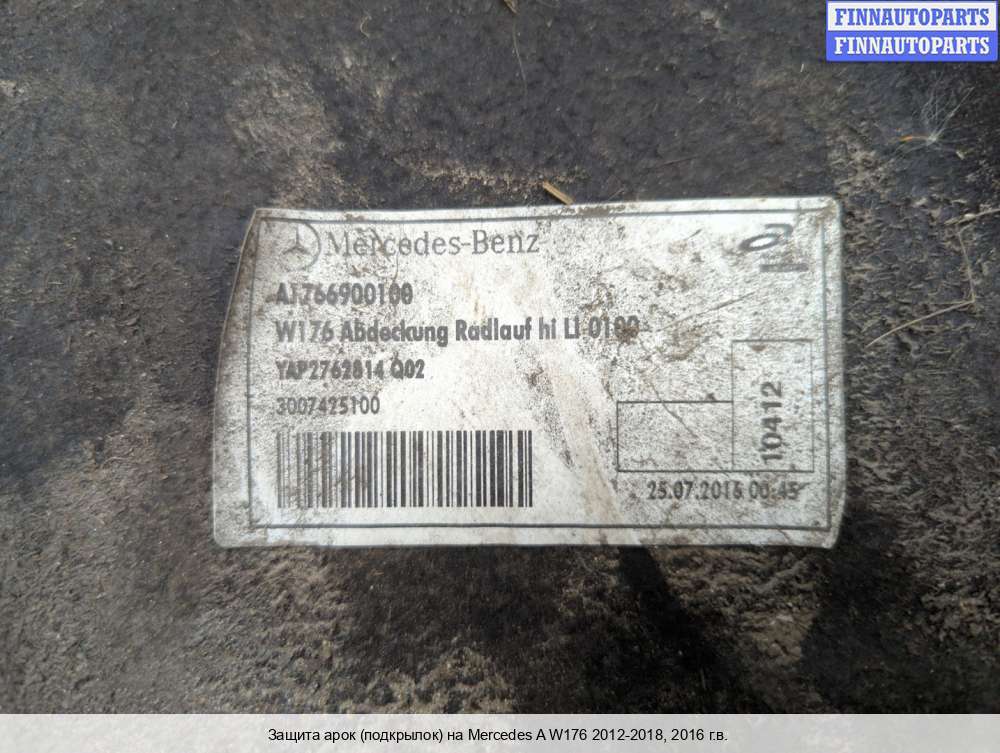 FINNAUTOPARTS
FINNAUTOPARTS
Mercedes-Benz
A1766900100
W176 Abdeckung Radlauf hi LI 0100
YAP2762814 Q02
3007425100
10412
25.07.2016 00:45
Защита арок (подкрылок) на Mercedes A W176 2012-2018, 2016 г.в.